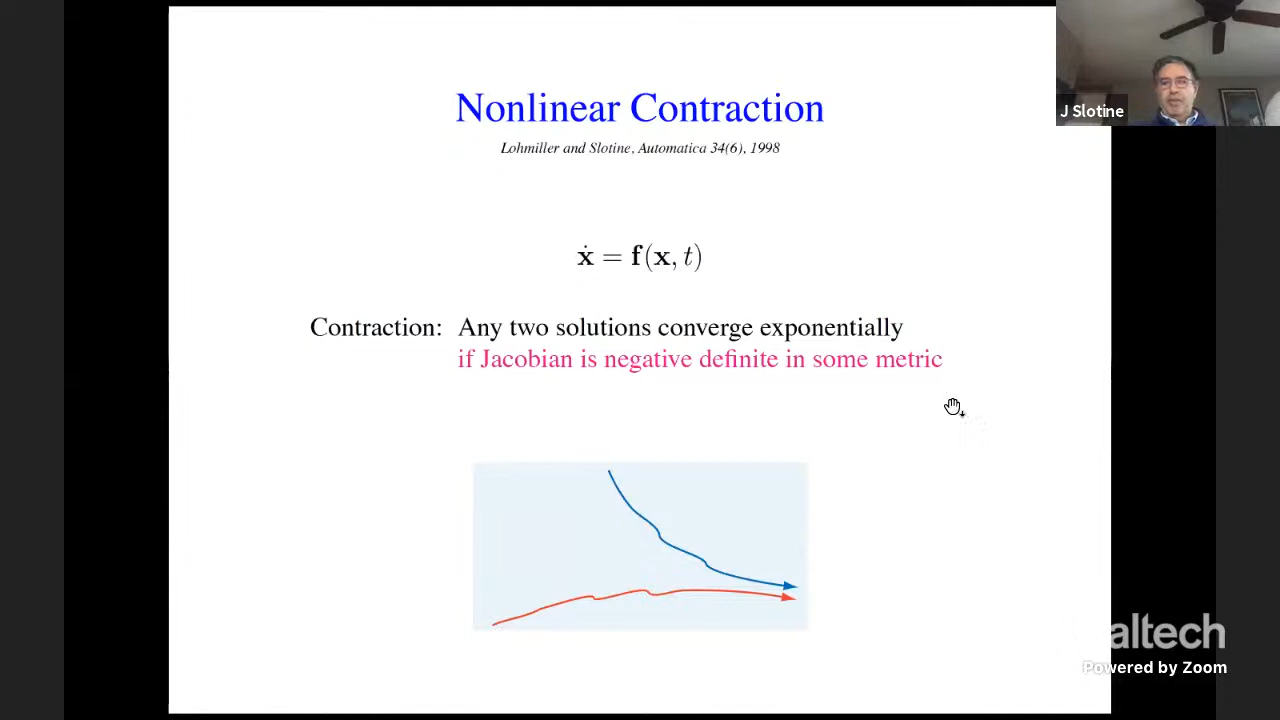 Nonlinear Contraction
Lohmiller and Slotine, Automatica 34(6), 1998
ẋ = f(x, t)
Contraction: Any two solutions converge exponentially
if Jacobian is negative definite in some metric
J Slotine
altech
Powered by Zoom